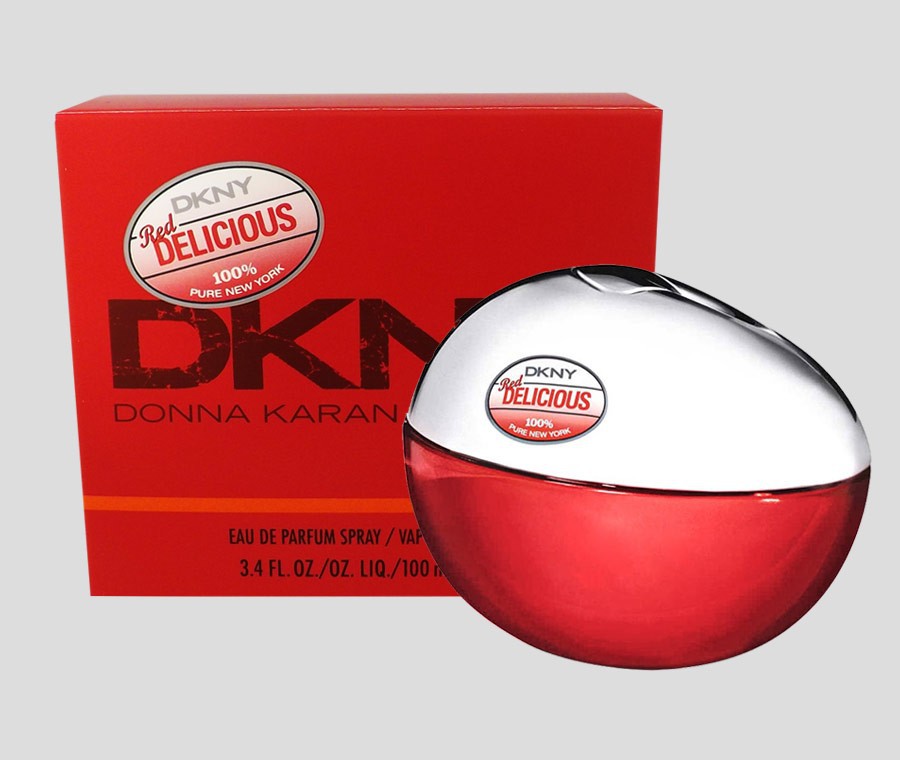 DKNY
Red
DELICIOUS
100%
PURE NEW YORK
DKN
DONNA KARAN
EAU DE PARFUM SPRAY / VAP
3.4 FL. OZ./OZ. LIQ./100 m
DKNY
Red
DELICIOUS
100%
PURE NEW YORK